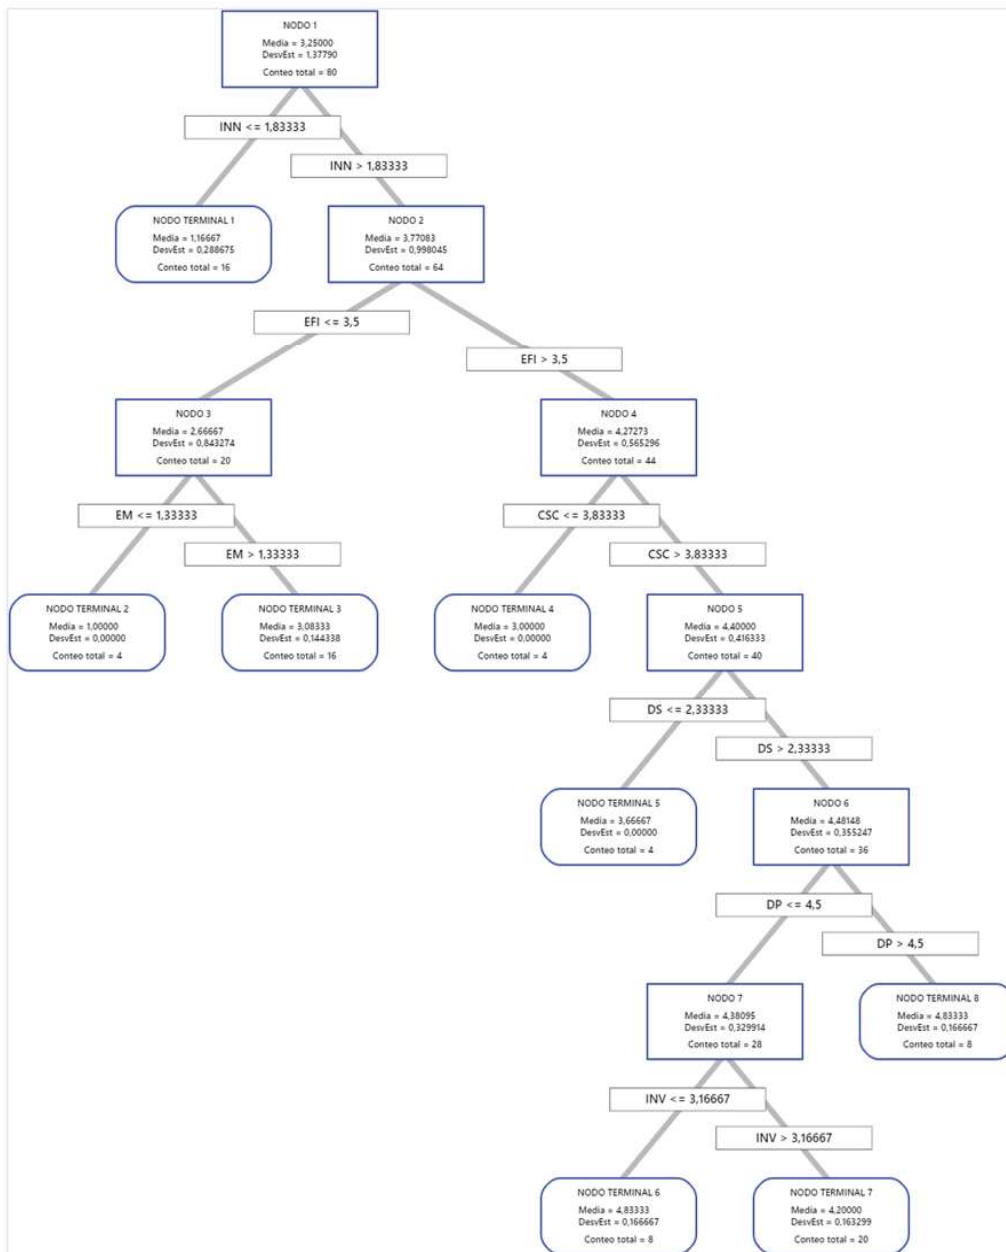 NODO 1
Media = 3,25000
DesvEst = 1,37790
Conteo total = 80
INN <= 1,83333
INN > 1,83333
NODO TERMINAL 1
Media = 1,16667
DesvEst = 0,288675
Conteo total = 16
NODO 2
Media = 3,77083
DesvEst = 0,998045
Conteo total = 64
EFI <= 3,5
EFI > 3,5
NODO 3
Media = 2,66667
DesvEst = 0,843274
Conteo total = 20
NODO 4
Media = 4,27273
DesvEst = 0,565296
Conteo total = 44
EM <= 1,33333
EM > 1,33333
CSC <= 3,83333
CSC > 3,83333
NODO TERMINAL 2
Media = 1,00000
DesvEst = 0,00000
Conteo total = 4
NODO TERMINAL 3
Media = 3,08333
DesvEst = 0,144338
Conteo total = 16
NODO TERMINAL 4
Media = 3,00000
DesvEst = 0,00000
Conteo total = 4
NODO 5
Media = 4,40000
DesvEst = 0,416333
Conteo total = 40
DS <= 2,33333
DS > 2,33333
NODO TERMINAL 5
Media = 3,66667
DesvEst = 0,00000
Conteo total = 4
NODO 6
Media = 4,48148
DesvEst = 0,355247
Conteo total = 36
DP <= 4,5
DP > 4,5
NODO 7
Media = 4,38095
DesvEst = 0,329914
Conteo total = 28
NODO TERMINAL 8
Media = 4,83333
DesvEst = 0,166667
Conteo total = 8
INV <= 3,16667
INV > 3,16667
NODO TERMINAL 6
Media = 4,83333
DesvEst = 0,166667
Conteo total = 8
NODO TERMINAL 7
Media = 4,20000
DesvEst = 0,163299
Conteo total = 20